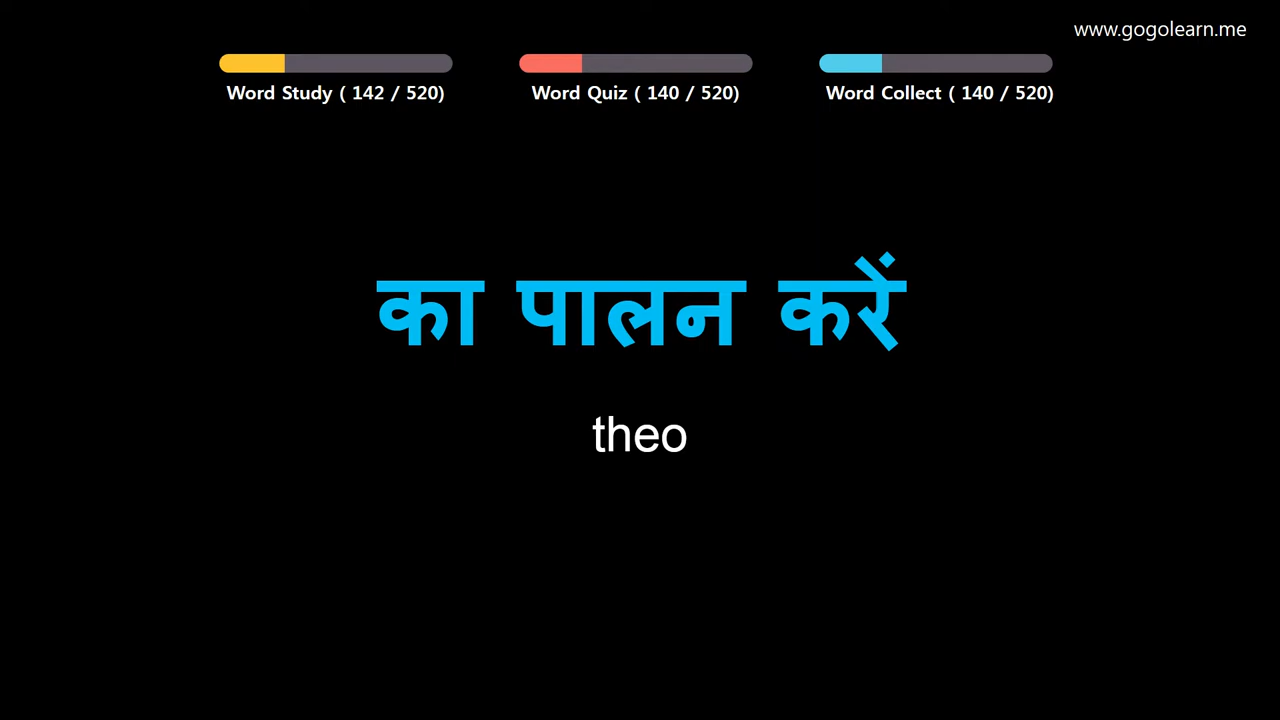 www.gogolearn.me
Word Study ( 142 / 520)
Word Quiz ( 140 / 520)
Word Collect ( 140 / 520)
का पालन करें
theo